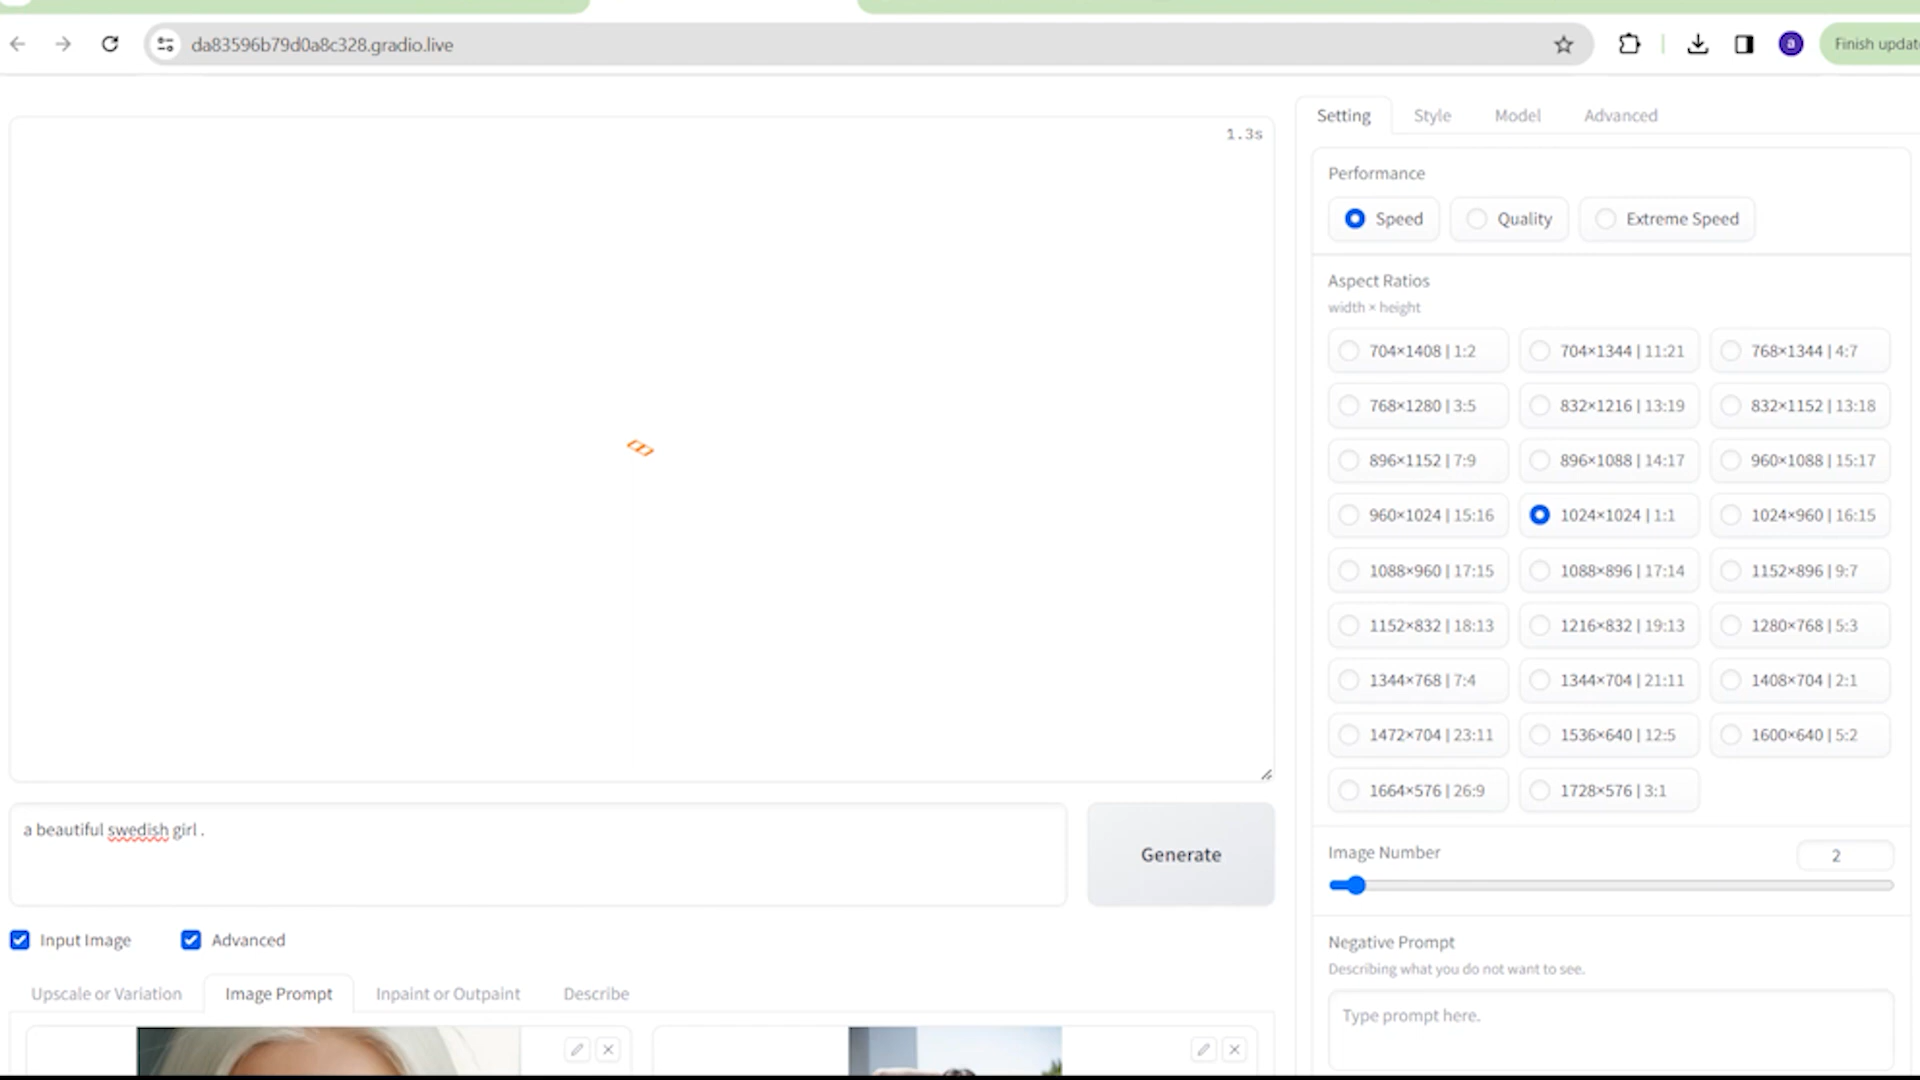 da83596b79d0a8c328.gradio.live
a
Finish updat
1.3s
Setting
Style
Model
Advanced
Performance
Speed
Quality
Extreme Speed
Aspect Ratios
width × height
704×1408 | 1:2
704×1344 | 11:21
768×1344 | 4:7
768×1280 | 3:5
832×1216 | 13:19
832×1152 | 13:18
896×1152 | 7:9
896×1088 | 14:17
960×1088 | 15:17
960×1024 | 15:16
1024×1024 | 1:1
1024×960 | 16:15
1088×960 | 17:15
1088×896 | 17:14
1152×896 | 9:7
1152×832 | 18:13
1216×832 | 19:13
1280×768 | 5:3
1344×768 | 7:4
1344×704 | 21:11
1408×704 | 2:1
1472×704 | 23:11
1536×640 | 12:5
1600×640 | 5:2
1664×576 | 26:9
1728×576 | 3:1
a beautiful swedish girl .
Generate
Image Number
2
Input Image
Advanced
Negative Prompt
Describing what you do not want to see.
Type prompt here.
Upscale or Variation
Image Prompt
Inpaint or Outpaint
Describe